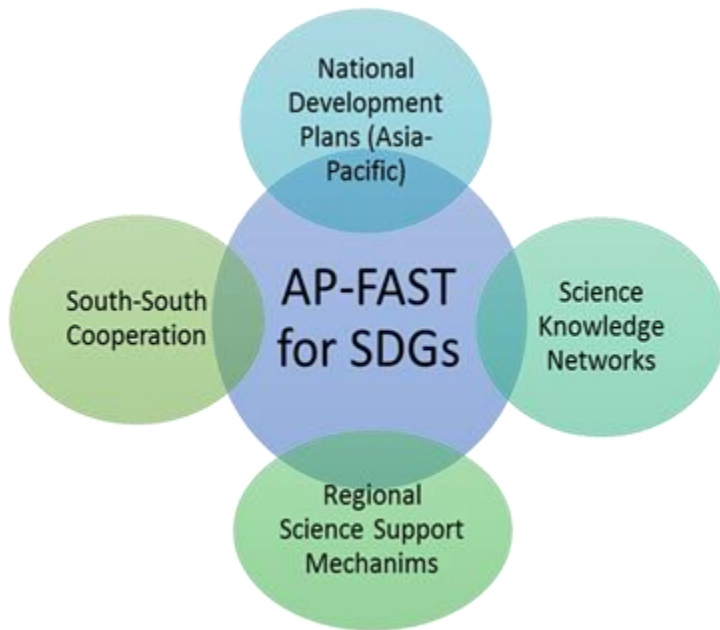 National
Development
Plans (Asia-
Pacific)
South-South
Cooperation
AP-FAST
for SDGs
Science
Knowledge
Networks
Regional
Science Support
Mechanims